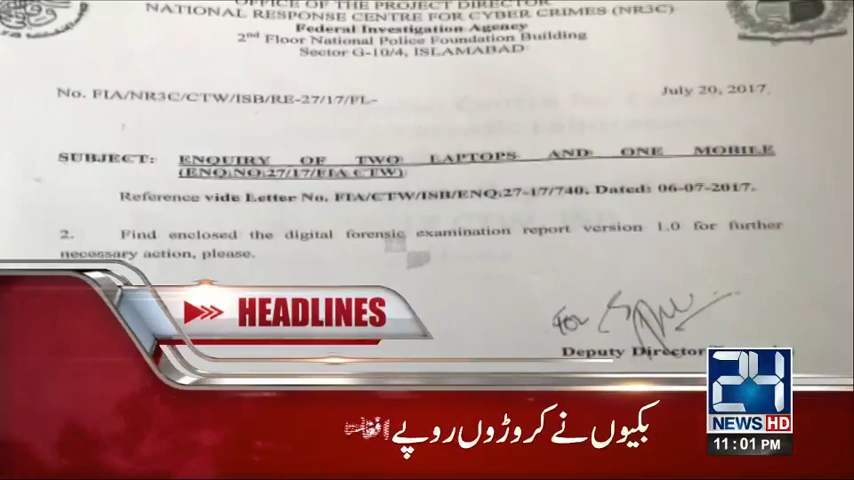 OFFICE OF THE PROJECT DIRECTOR
NATIONAL RESPONSE CENTRE FOR CYBER CRIMES (NR3C)
Federal Investigation Agency
2nd Floor National Police Foundation Building
Sector G-10/4, ISLAMABAD
No. FIA/NR3C/CTW/ISB/RE-27/17/FL- July 20, 2017.
SUBJECT: ENQUIRY OF TWO LAPTOPS AND ONE MOBILE
(ENQ.NO.27/17/FIA CTW)
Reference vide Letter No. FIA/CTW/ISB/ENQ:27-17/740. Dated: 06-07-2017.
2. Find enclosed the digital forensic examination report version 1.0 for further
necessary action, please.
For
Deputy Director
HEADLINES
24
NEWS HD
11:01 PM
بکیوں نے کروڑوں روپے